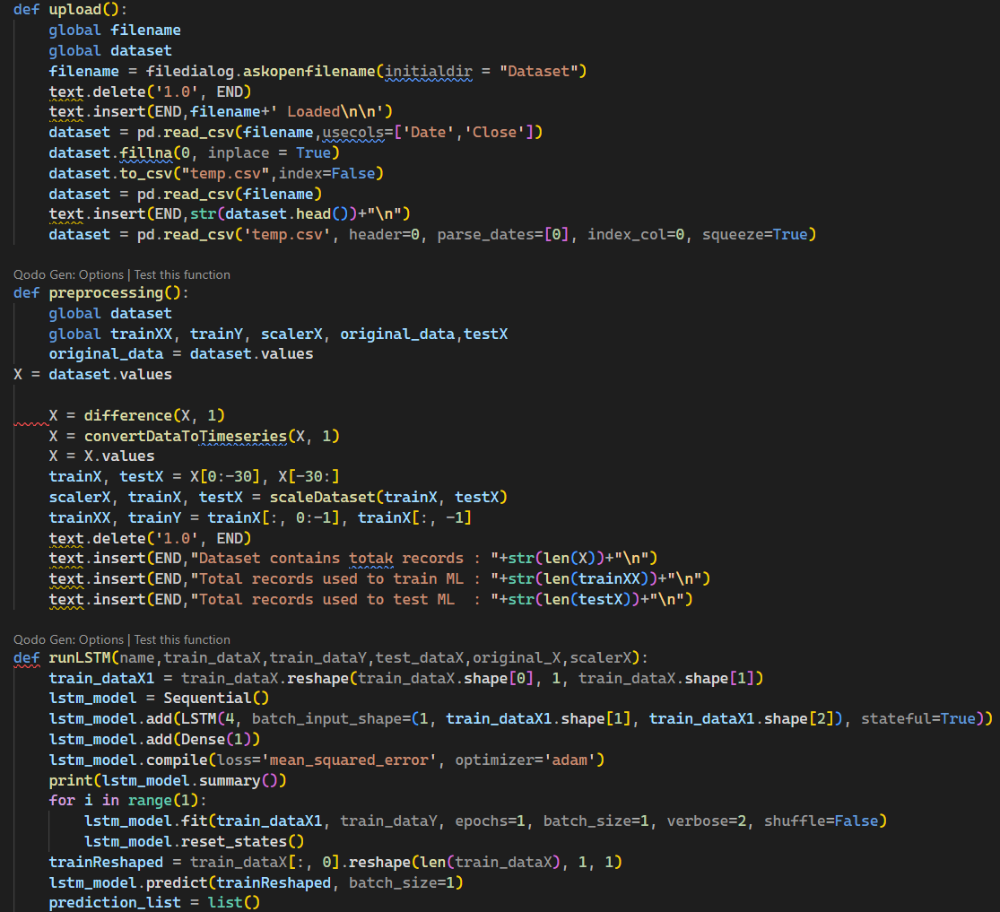 def upload():
    global filename
    global dataset
    filename = filedialog.askopenfilename(initialdir = "Dataset")
    text.delete('1.0', END)
    text.insert(END,filename+' Loaded\n\n')
    dataset = pd.read_csv(filename,usecols=['Date','Close'])
    dataset.fillna(0, inplace = True)
    dataset.to_csv("temp.csv",index=False)
    dataset = pd.read_csv(filename)
    text.insert(END,str(dataset.head())+"\n")
    dataset = pd.read_csv('temp.csv', header=0, parse_dates=[0], index_col=0, squeeze=True)
Qodo Gen: Options | Test this function
def preprocessing():
    global dataset
    global trainXX, trainY, scalerX, original_data,testX
    original_data = dataset.values
X = dataset.values
    X = difference(X, 1)
    X = convertDataToTimeseries(X, 1)
    X = X.values
    trainX, testX = X[0:-30], X[-30:]
    scalerX, trainX, testX = scaleDataset(trainX, testX)
    trainXX, trainY = trainX[:, 0:-1], trainX[:, -1]
    text.delete('1.0', END)
    text.insert(END,"Dataset contains totak records : "+str(len(X))+"\n")
    text.insert(END,"Total records used to train ML : "+str(len(trainXX))+"\n")
    text.insert(END,"Total records used to test ML  : "+str(len(testX))+"\n")
Qodo Gen: Options | Test this function
def runLSTM(name,train_dataX,train_dataY,test_dataX,original_X,scalerX):
    train_dataX1 = train_dataX.reshape(train_dataX.shape[0], 1, train_dataX.shape[1])
    lstm_model = Sequential()
    lstm_model.add(LSTM(4, batch_input_shape=(1, train_dataX1.shape[1], train_dataX1.shape[2]), stateful=True))
    lstm_model.add(Dense(1))
    lstm_model.compile(loss='mean_squared_error', optimizer='adam')
    print(lstm_model.summary())
    for i in range(1):
        lstm_model.fit(train_dataX1, train_dataY, epochs=1, batch_size=1, verbose=2, shuffle=False)
        lstm_model.reset_states()
    trainReshaped = train_dataX[:, 0].reshape(len(train_dataX), 1, 1)
    lstm_model.predict(trainReshaped, batch_size=1)
    prediction_list = list()